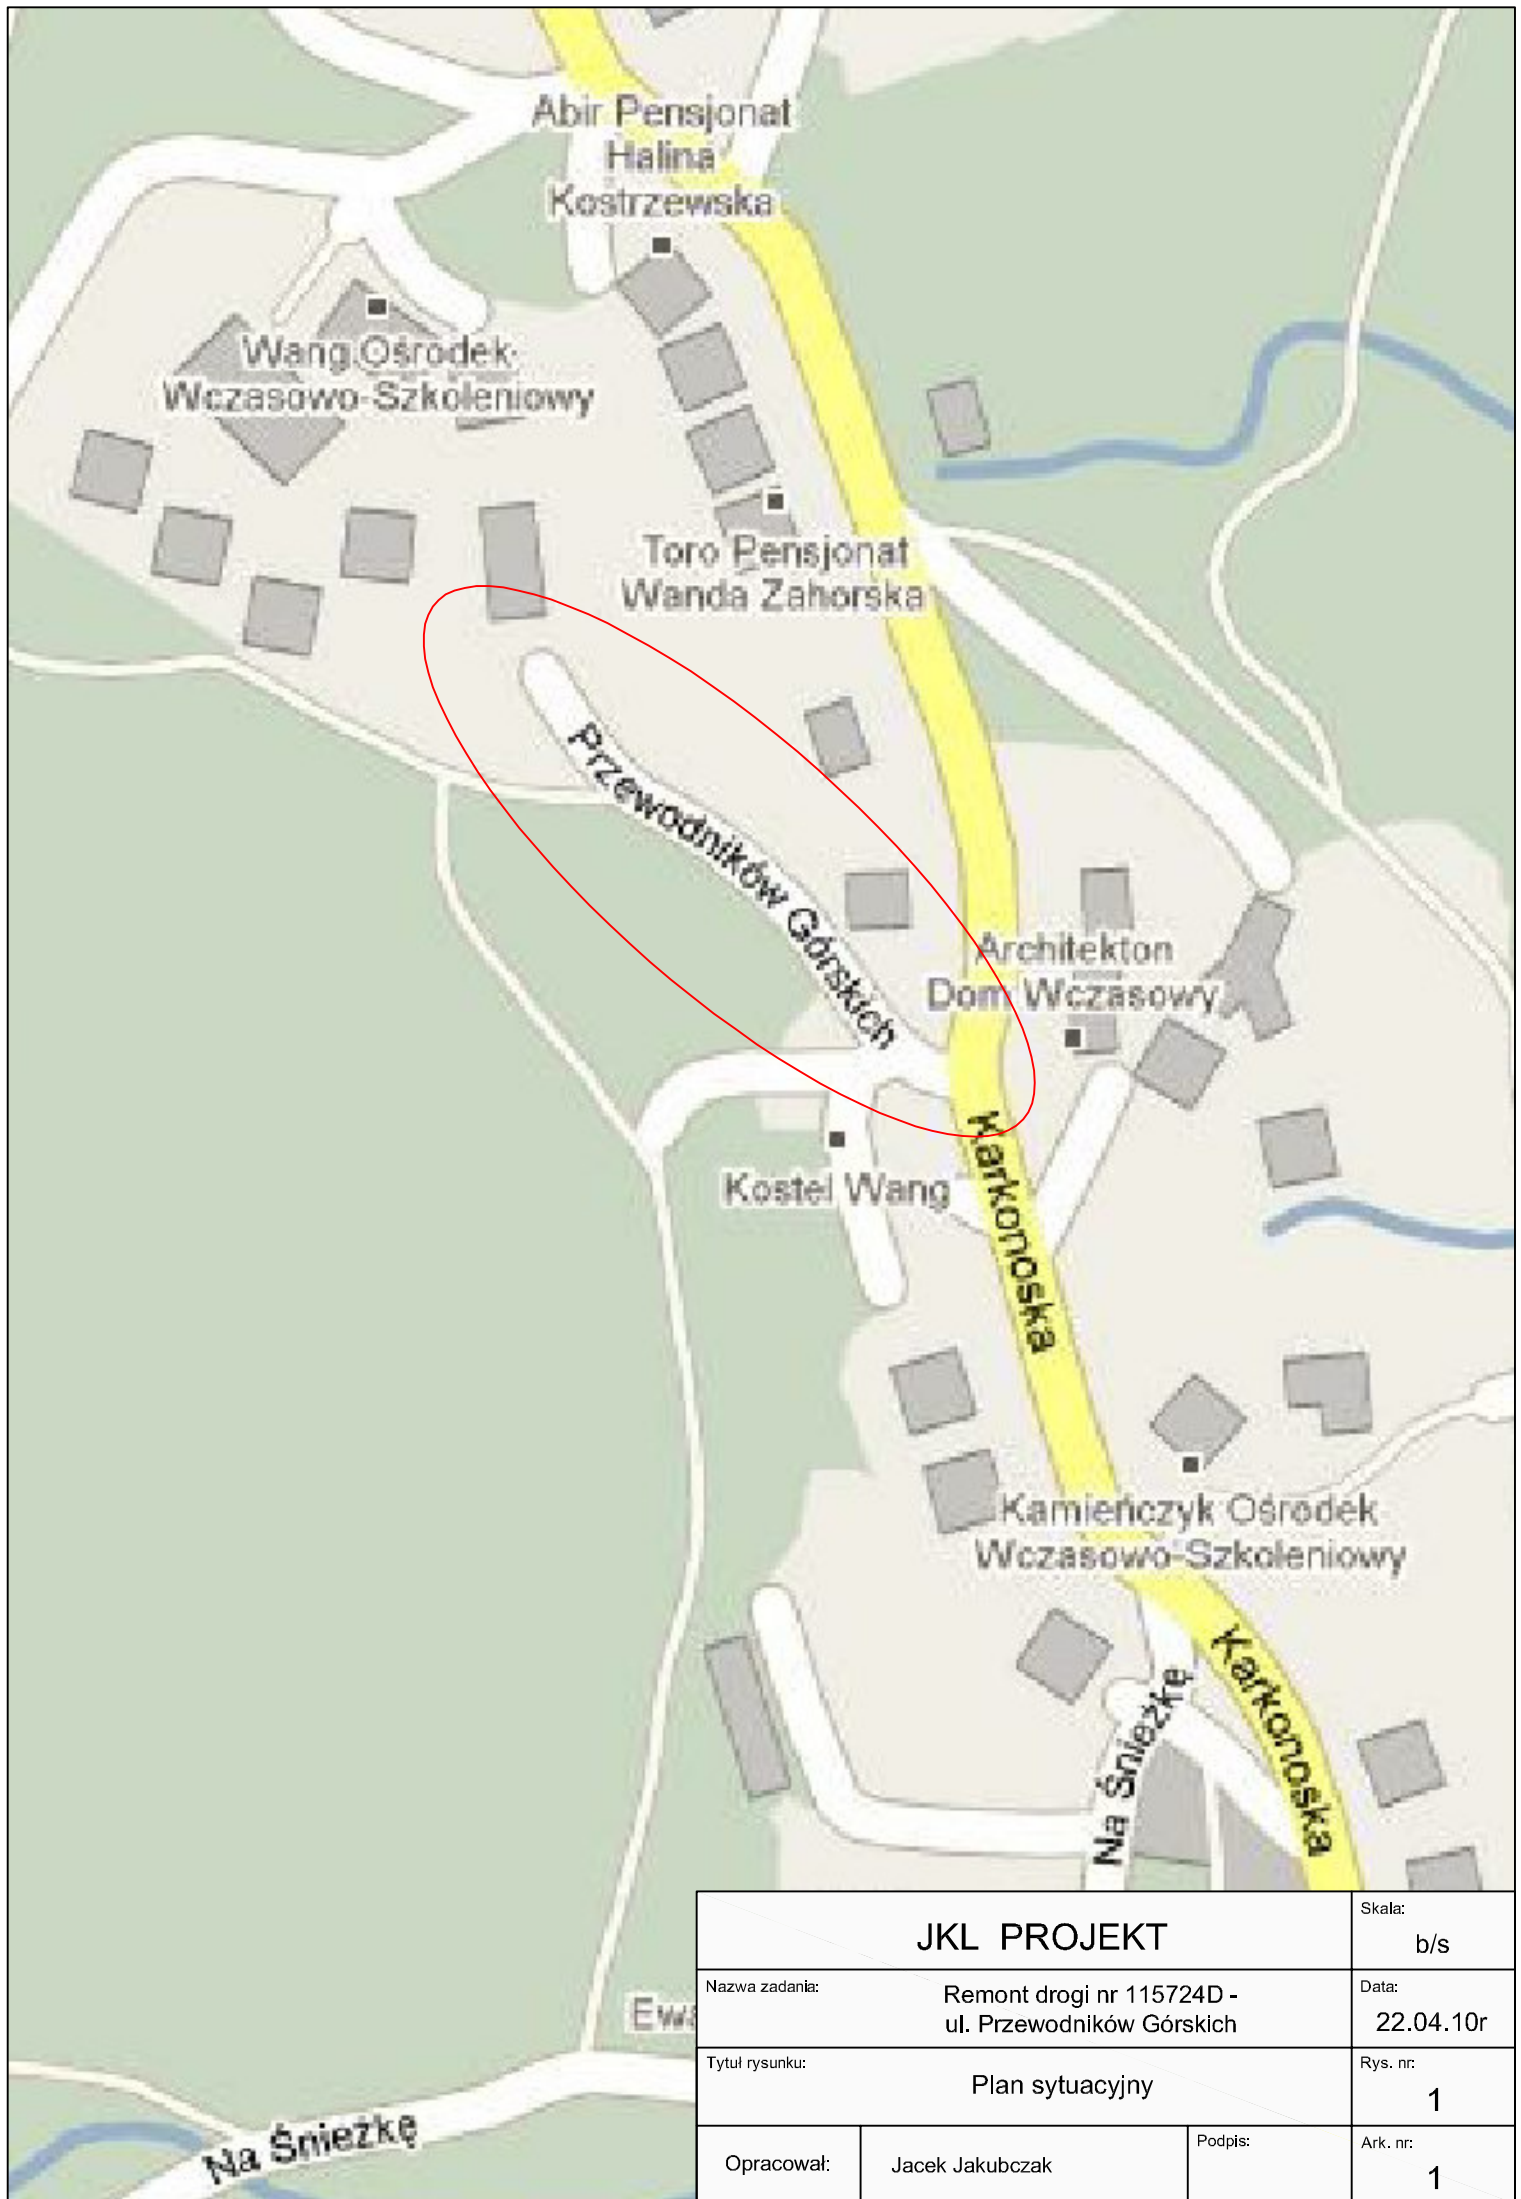 Abir Pensjonat
Halina
Kostrzewska
Wang Ośrodek
Wczasowo-Szkoleniowy
Toro Pensjonat
Wanda Zahorska
Przewodników Górskich
Architekton
Dom Wczasowy
Kostel Wang
Karkonoska
Kamieńczyk Ośrodek
Wczasowo-Szkoleniowy
Karkonoska
Na Śnieżkę
Na Śnieżkę
JKL PROJEKT
Skala:
b/s
Nazwa zadania:
Remont drogi nr 115724D -
ul. Przewodników Górskich
Data:
22.04.10r
Tytuł rysunku:
Plan sytuacyjny
Rys. nr:
1
Opracował:
Jacek Jakubczak
Podpis:
Ark. nr:
1